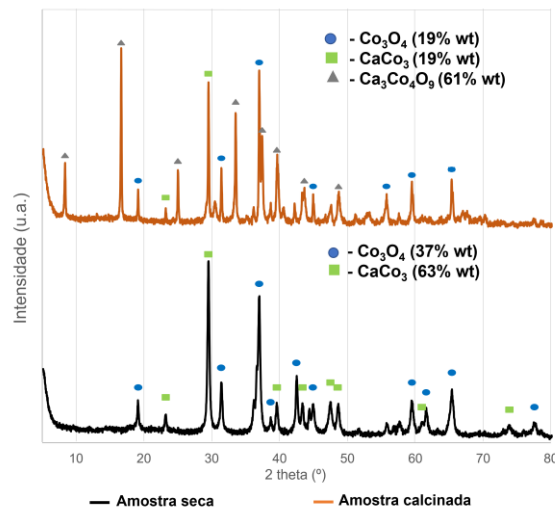 - Co₃O₄ (19% wt)
- CaCo₃ (19% wt)
- Ca₃Co₄O₉ (61% wt)
- Co₃O₄ (37% wt)
- CaCo₃ (63% wt)
Intensidade (u.a.)
10 20 30 40 50 60 70 80
2 theta (º)
Amostra seca Amostra calcinada